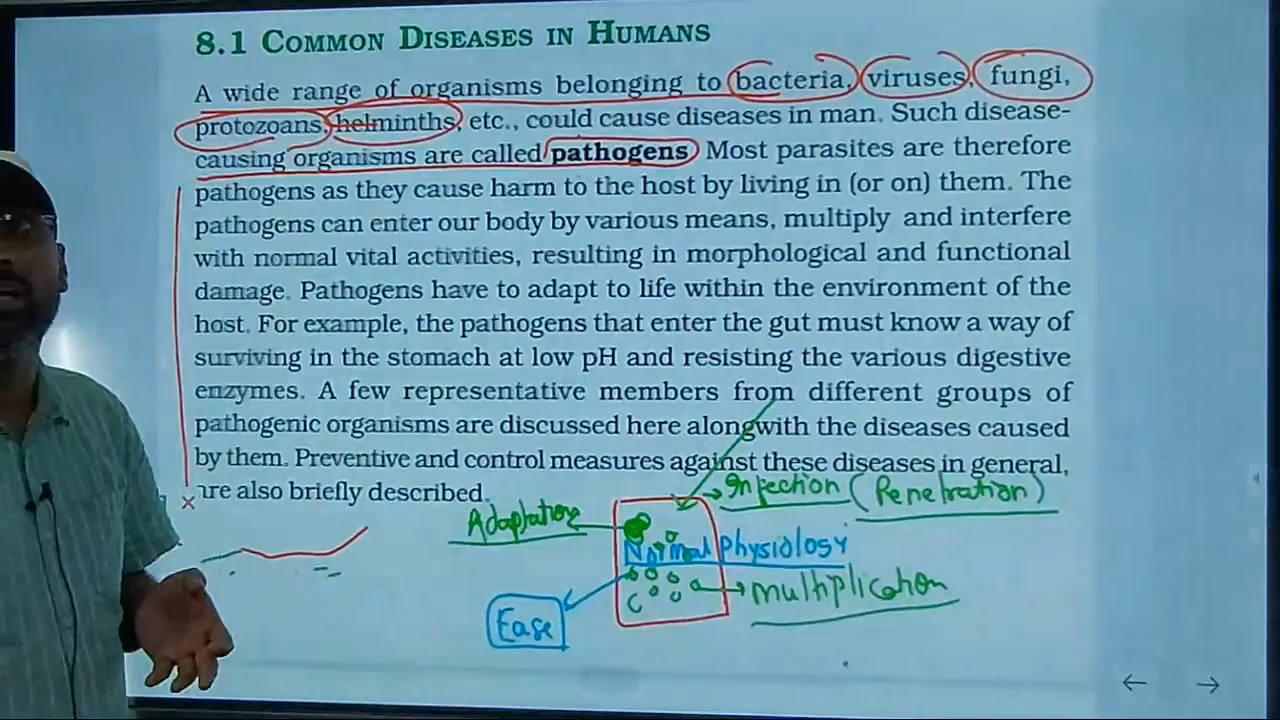 8.1 COMMON DISEASES IN HUMANS
A wide range of organisms belonging to bacteria, viruses, fungi,
protozoans, helminths, etc., could cause diseases in man. Such disease-
causing organisms are called pathogens. Most parasites are therefore
pathogens as they cause harm to the host by living in (or on) them. The
pathogens can enter our body by various means, multiply and interfere
with normal vital activities, resulting in morphological and functional
damage. Pathogens have to adapt to life within the environment of the
host. For example, the pathogens that enter the gut must know a way of
surviving in the stomach at low pH and resisting the various digestive
enzymes. A few representative members from different groups of
pathogenic organisms are discussed here alongwith the diseases caused
by them. Preventive and control measures against these diseases in general,
are also briefly described.
→ Infection (Penetration)
Adaptation
Normal Physiology
→ multiplication
Ease